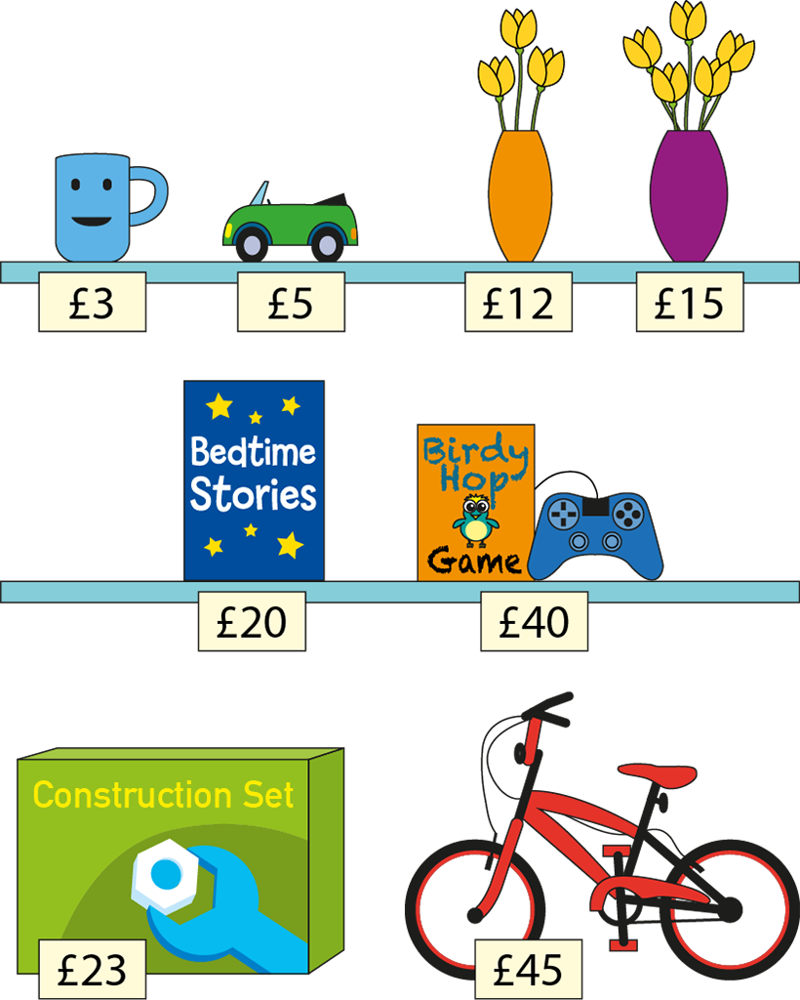 £3
£5
£12
£15
Bedtime
Stories
Birdy
Hop
Game
£20
£40
Construction Set
£23
£45